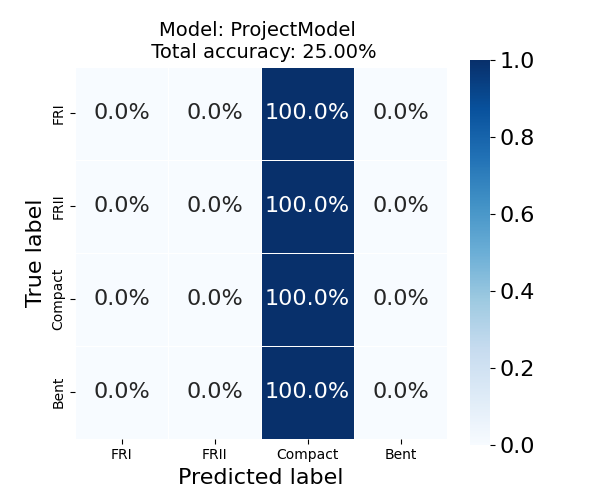 Model: ProjectModel
Total accuracy: 25.00%
True label
FRI
0.0% 0.0% 100.0% 0.0%
FRII
0.0% 0.0% 100.0% 0.0%
Compact
0.0% 0.0% 100.0% 0.0%
Bent
0.0% 0.0% 100.0% 0.0%
FRI FRII Compact Bent
Predicted label
1.0
0.8
0.6
0.4
0.2
0.0